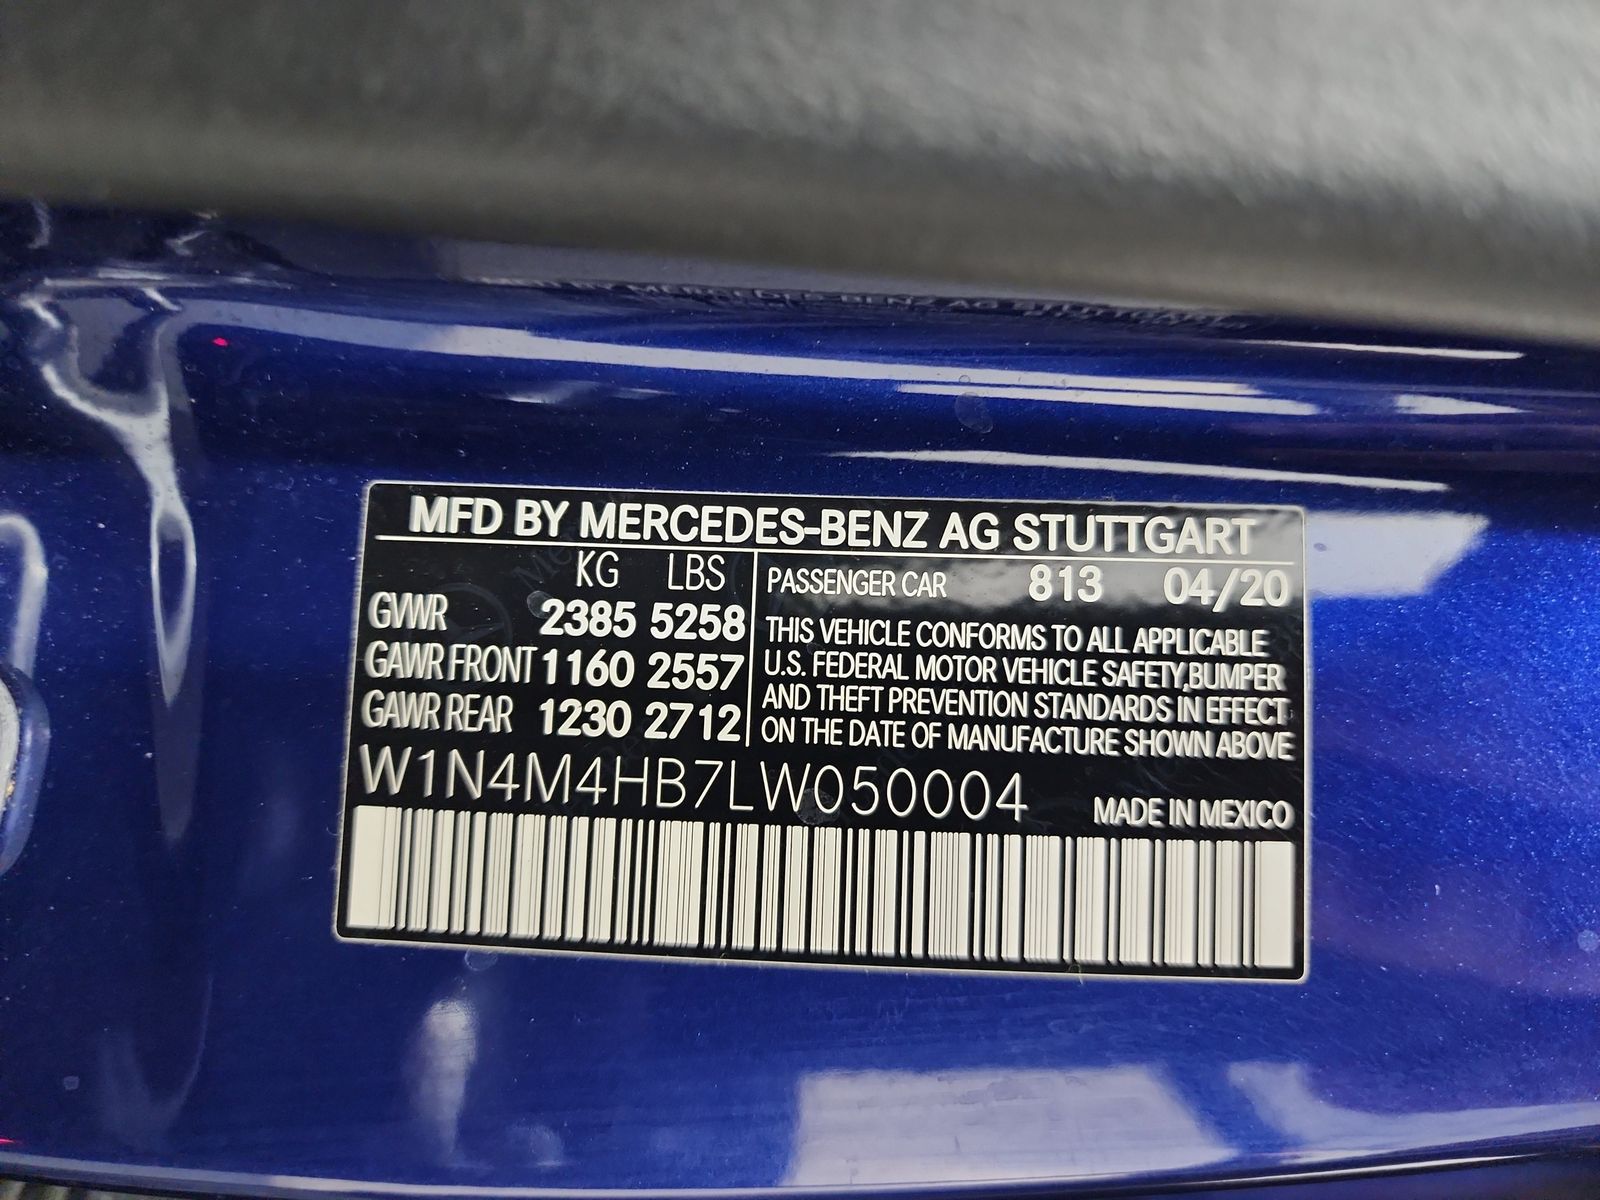 MFD BY MERCEDES-BENZ AG STUTTGART
KG LBS
GVWR 2385 5258
GAWR FRONT 1160 2557
GAWR REAR 1230 2712
PASSENGER CAR 813 04/20
THIS VEHICLE CONFORMS TO ALL APPLICABLE
U.S. FEDERAL MOTOR VEHICLE SAFETY,BUMPER
AND THEFT PREVENTION STANDARDS IN EFFECT
ON THE DATE OF MANUFACTURE SHOWN ABOVE
W1N4M4HB7LW050004
MADE IN MEXICO